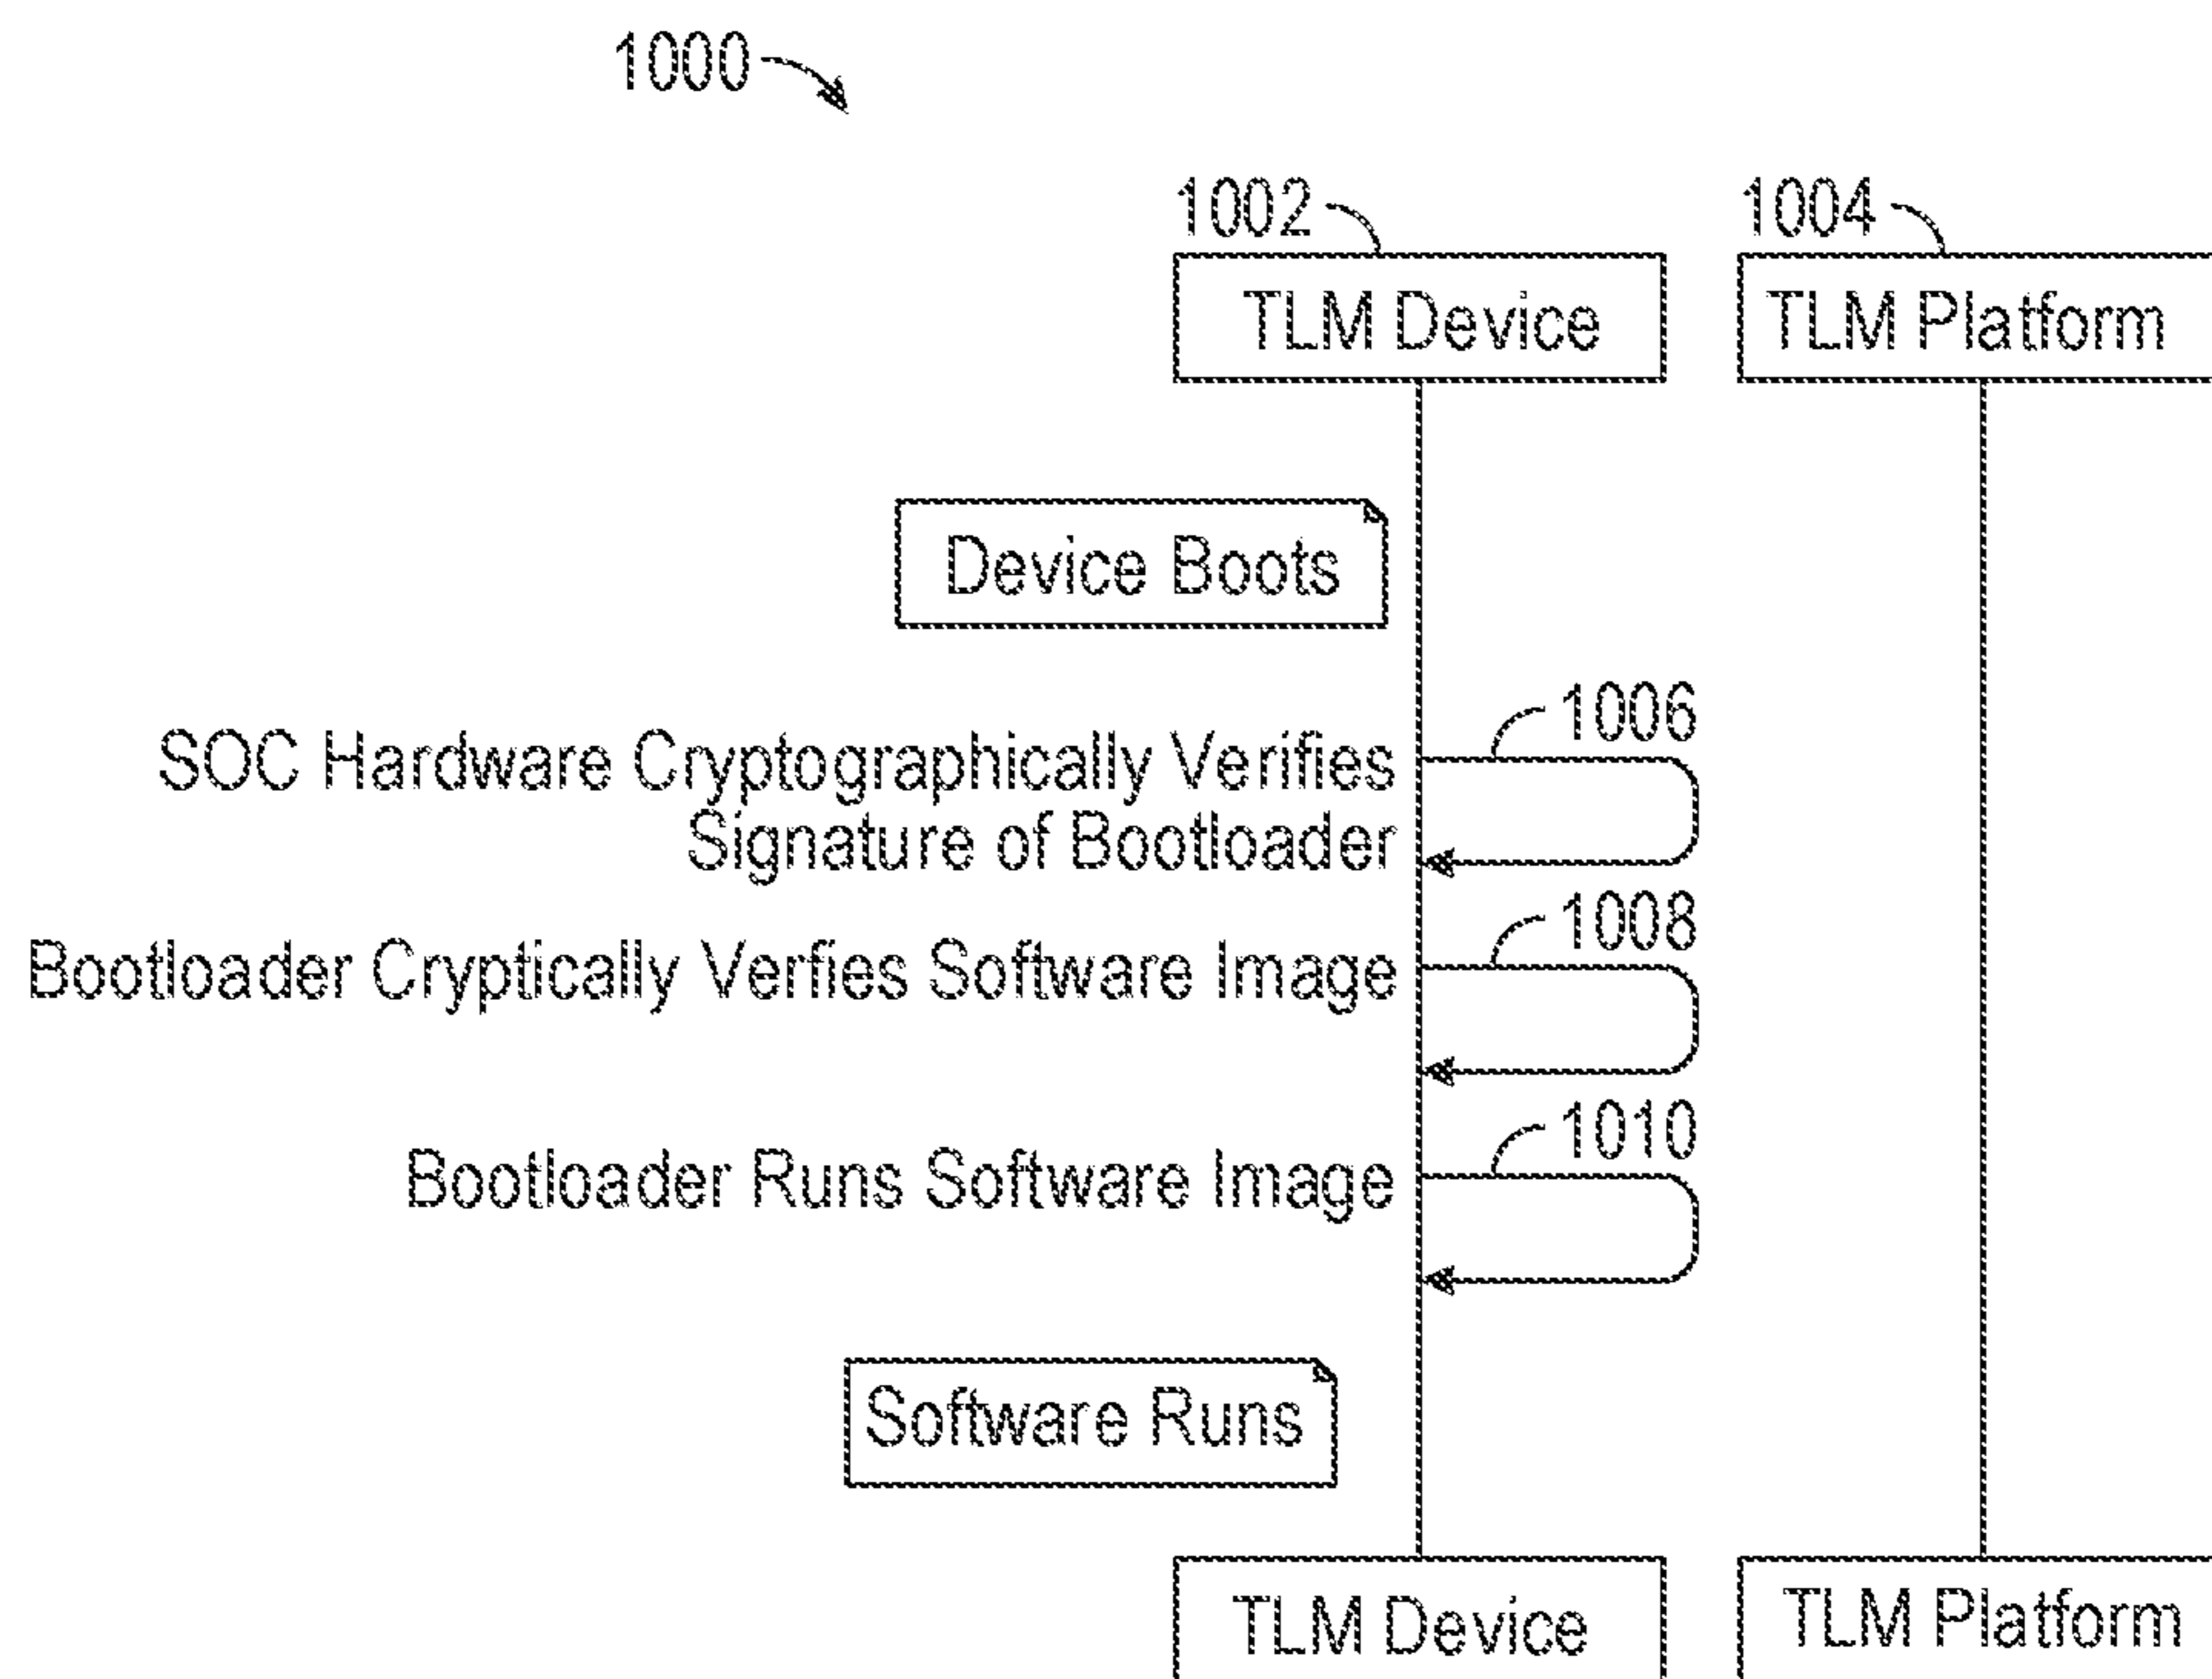 1000
1002
1004
TLM Device
TLM Platform
Device Boots
1006
SOC Hardware Cryptographically Verifies
Signature of Bootloader
1008
Bootloader Cryptically Verfies Software Image
1010
Bootloader Runs Software Image
Software Runs
TLM Device
TLM Platform